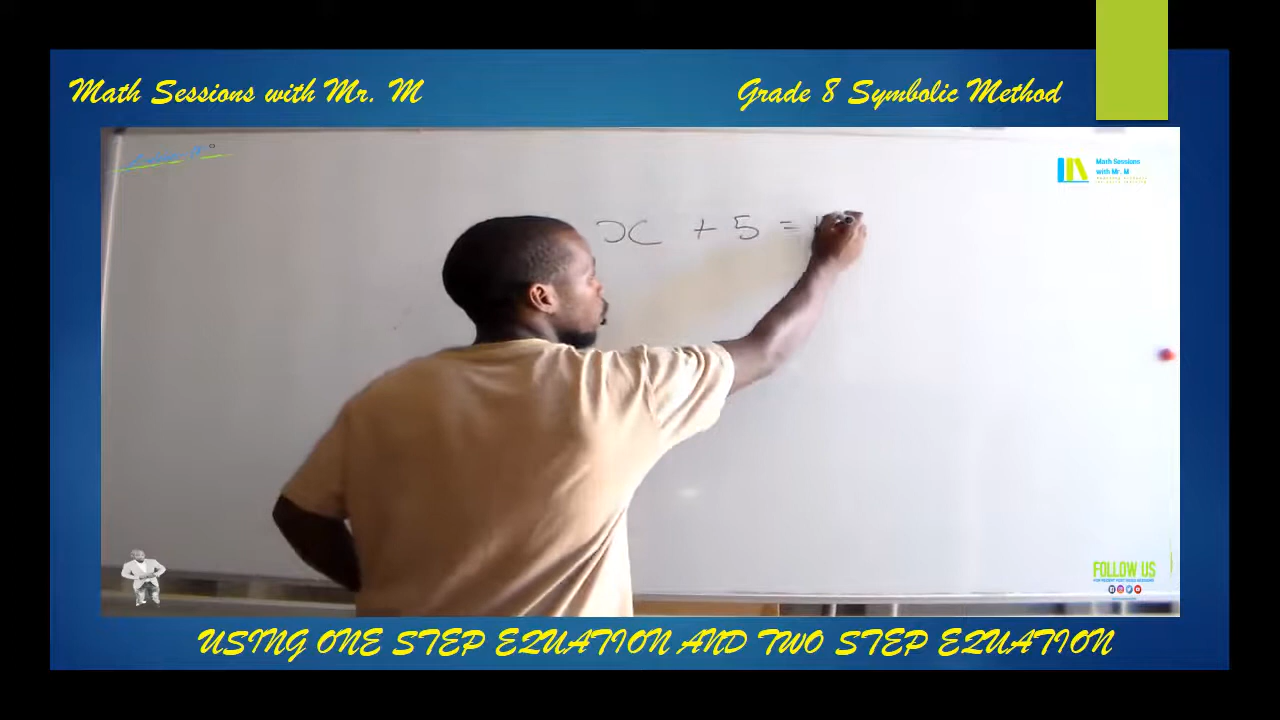 Math Sessions with Mr. M
Grade 8 Symbolic Method
Math Sessions
with Mr. M
x + 5 =
FOLLOW US
USING ONE STEP EQUATION AND TWO STEP EQUATION